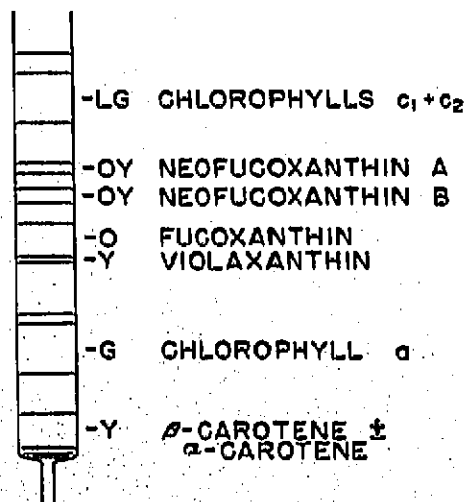 -LG CHLOROPHYLLS c₁+c₂
-OY NEOFUCOXANTHIN A
-OY NEOFUCOXANTHIN B
-O FUCOXANTHIN
-Y VIOLAXANTHIN
-G CHLOROPHYLL a
-Y β-CAROTENE ±
α-CAROTENE